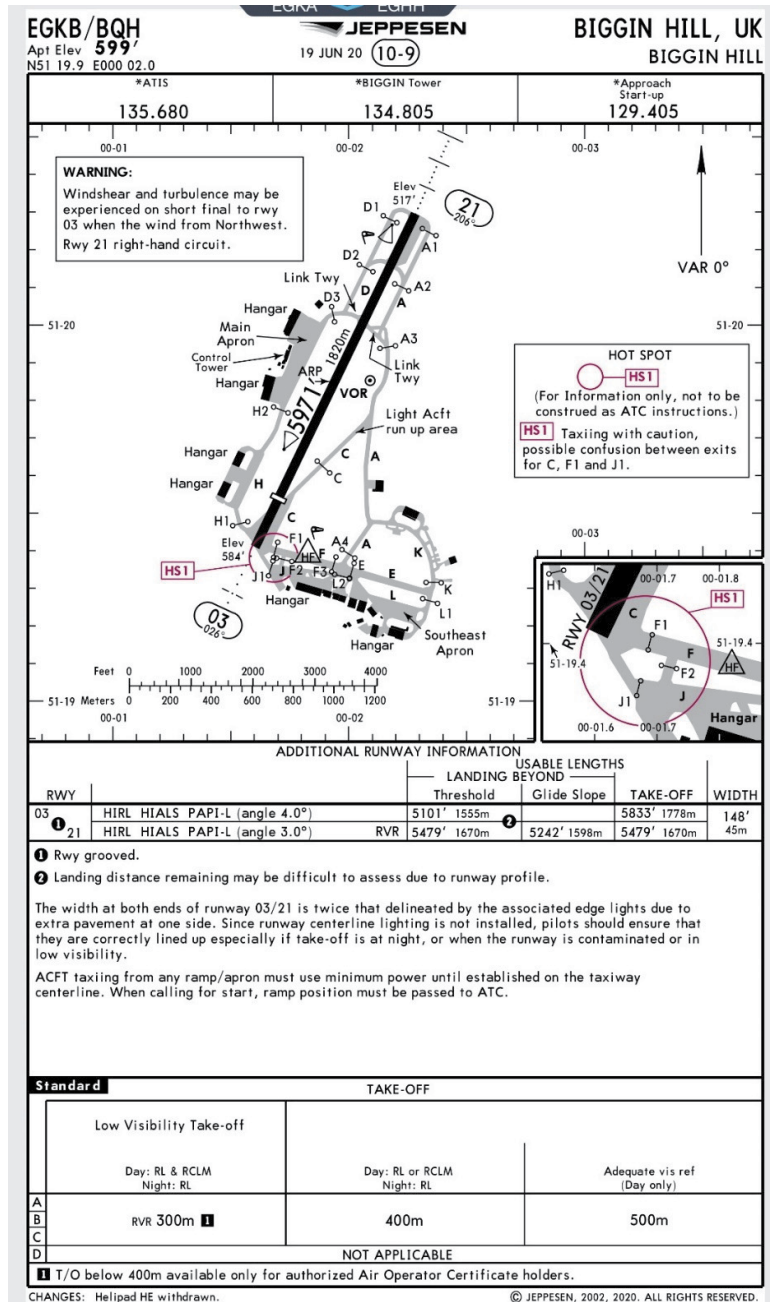 EGKA EGHH
EGKB/BQH
Apt Elev 599'
N51 19.9 E000 02.0
JEPPESEN
19 JUN 20 10-9
BIGGIN HILL, UK
BIGGIN HILL
*ATIS
135.680
*BIGGIN Tower
134.805
*Approach
Start-up
129.405
00-01 00-02 00-03
WARNING:
Windshear and turbulence may be
experienced on short final to rwy
03 when the wind from Northwest.
Rwy 21 right-hand circuit.
Elev
517'
21
206°
D1
A1
D2
Link Twy
D
A2
A
D3
VAR 0°
Hangar
51-20
51-20
Main
Apron
A3
Control
Tower
1820m
Link
Twy
ARP
Hangar
5971'
VOR
H2
Light Acft
run up area
HOT SPOT
HS1
(For Information only, not to be
construed as ATC instructions.)
HS1 Taxiing with caution,
possible confusion between exits
for C, F1 and J1.
Hangar
Hangar
C
A
C
H
H1
C
Elev
584'
F1
HF
F
A4
A
K
HS1
J1
J
F2
F3
L2
E
E
L
K
L1
Hangar
03
026°
Hangar
Southeast
Apron
Feet 0 1000 2000 3000 4000
Meters 0 200 400 600 800 1000 1200
51-19
51-19
00-01 00-02
00-03
H1
RWY 03/21
00-01.7 00-01.8
HS1
C
F1
51-19.4
51-19.4
F
F2
HF
J1
J
Hangar
00-01.6 00-01.7
ADDITIONAL RUNWAY INFORMATION
USABLE LENGTHS
LANDING BEYOND
RWY Threshold Glide Slope TAKE-OFF WIDTH
03 HIRL HIALS PAPI-L (angle 4.0°) 5101' 1555m 5833' 1778m 148'
1 2
21 HIRL HIALS PAPI-L (angle 3.0°) RVR 5479' 1670m 5242' 1598m 5479' 1670m 45m
1 Rwy grooved.
2 Landing distance remaining may be difficult to assess due to runway profile.
The width at both ends of runway 03/21 is twice that delineated by the associated edge lights due to
extra pavement at one side. Since runway centerline lighting is not installed, pilots should ensure that
they are correctly lined up especially if take-off is at night, or when the runway is contaminated or in
low visibility.
ACFT taxiing from any ramp/apron must use minimum power until established on the taxiway
centerline. When calling for start, ramp position must be passed to ATC.
Standard TAKE-OFF
Low Visibility Take-off
Day: RL & RCLM
Night: RL
Day: RL or RCLM
Night: RL
Adequate vis ref
(Day only)
A
B
C
D
RVR 300m 1 400m 500m
NOT APPLICABLE
1 T/O below 400m available only for authorized Air Operator Certificate holders.
CHANGES: Helipad HE withdrawn.
© JEPPESEN, 2002, 2020. ALL RIGHTS RESERVED.